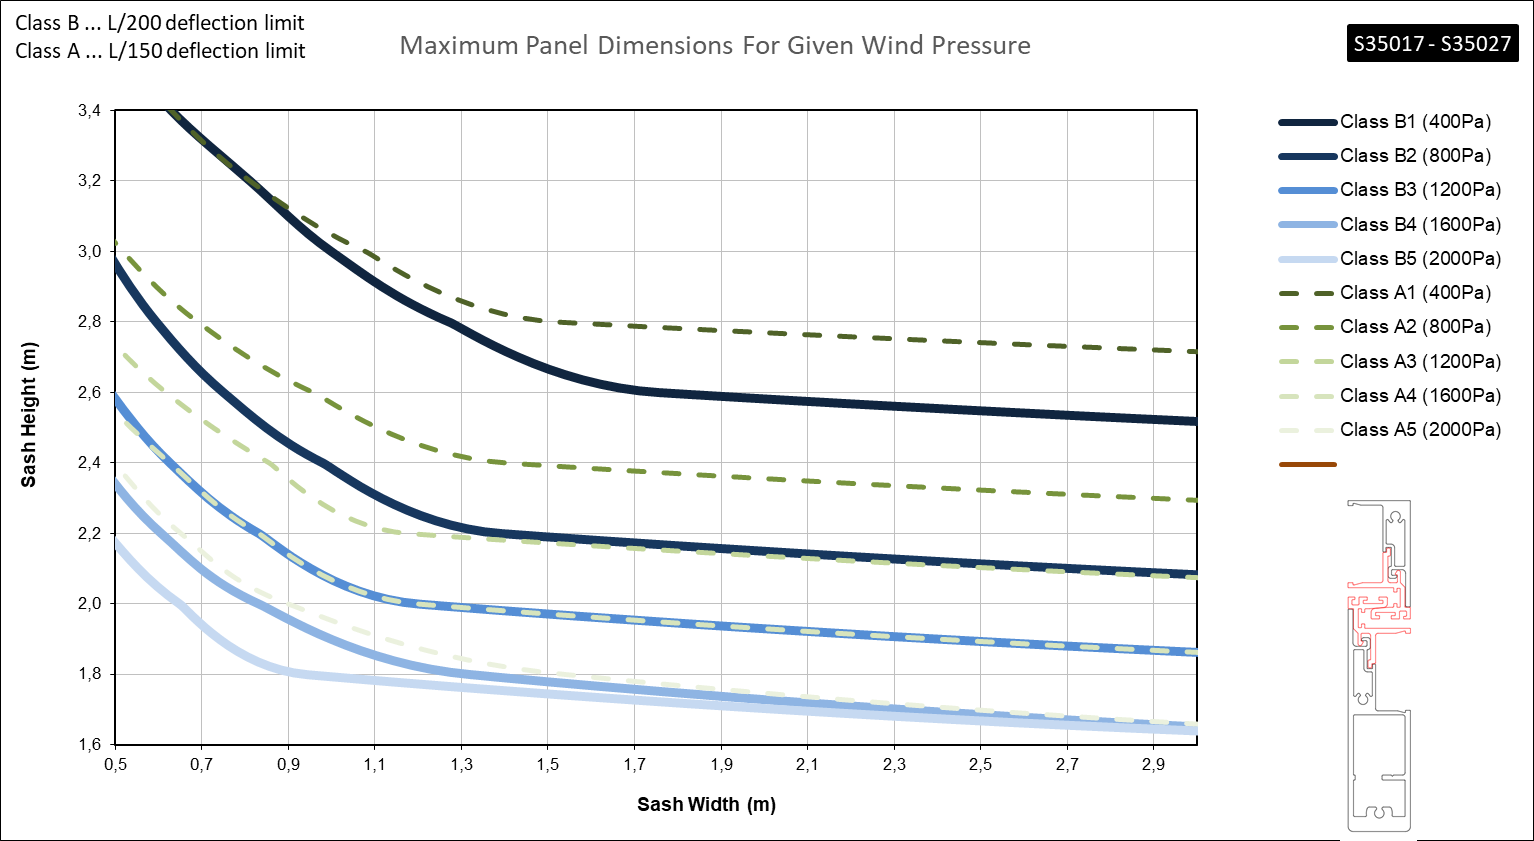 Class B ... L/200 deflection limit
Class A ... L/150 deflection limit
Maximum Panel Dimensions For Given Wind Pressure
S35017 - S35027
3,4
3,2
3,0
2,8
2,6
2,4
2,2
2,0
1,8
1,6
Sash Height (m)
0,5 0,7 0,9 1,1 1,3 1,5 1,7 1,9 2,1 2,3 2,5 2,7 2,9
Sash Width (m)
Class B1 (400Pa)
Class B2 (800Pa)
Class B3 (1200Pa)
Class B4 (1600Pa)
Class B5 (2000Pa)
Class A1 (400Pa)
Class A2 (800Pa)
Class A3 (1200Pa)
Class A4 (1600Pa)
Class A5 (2000Pa)